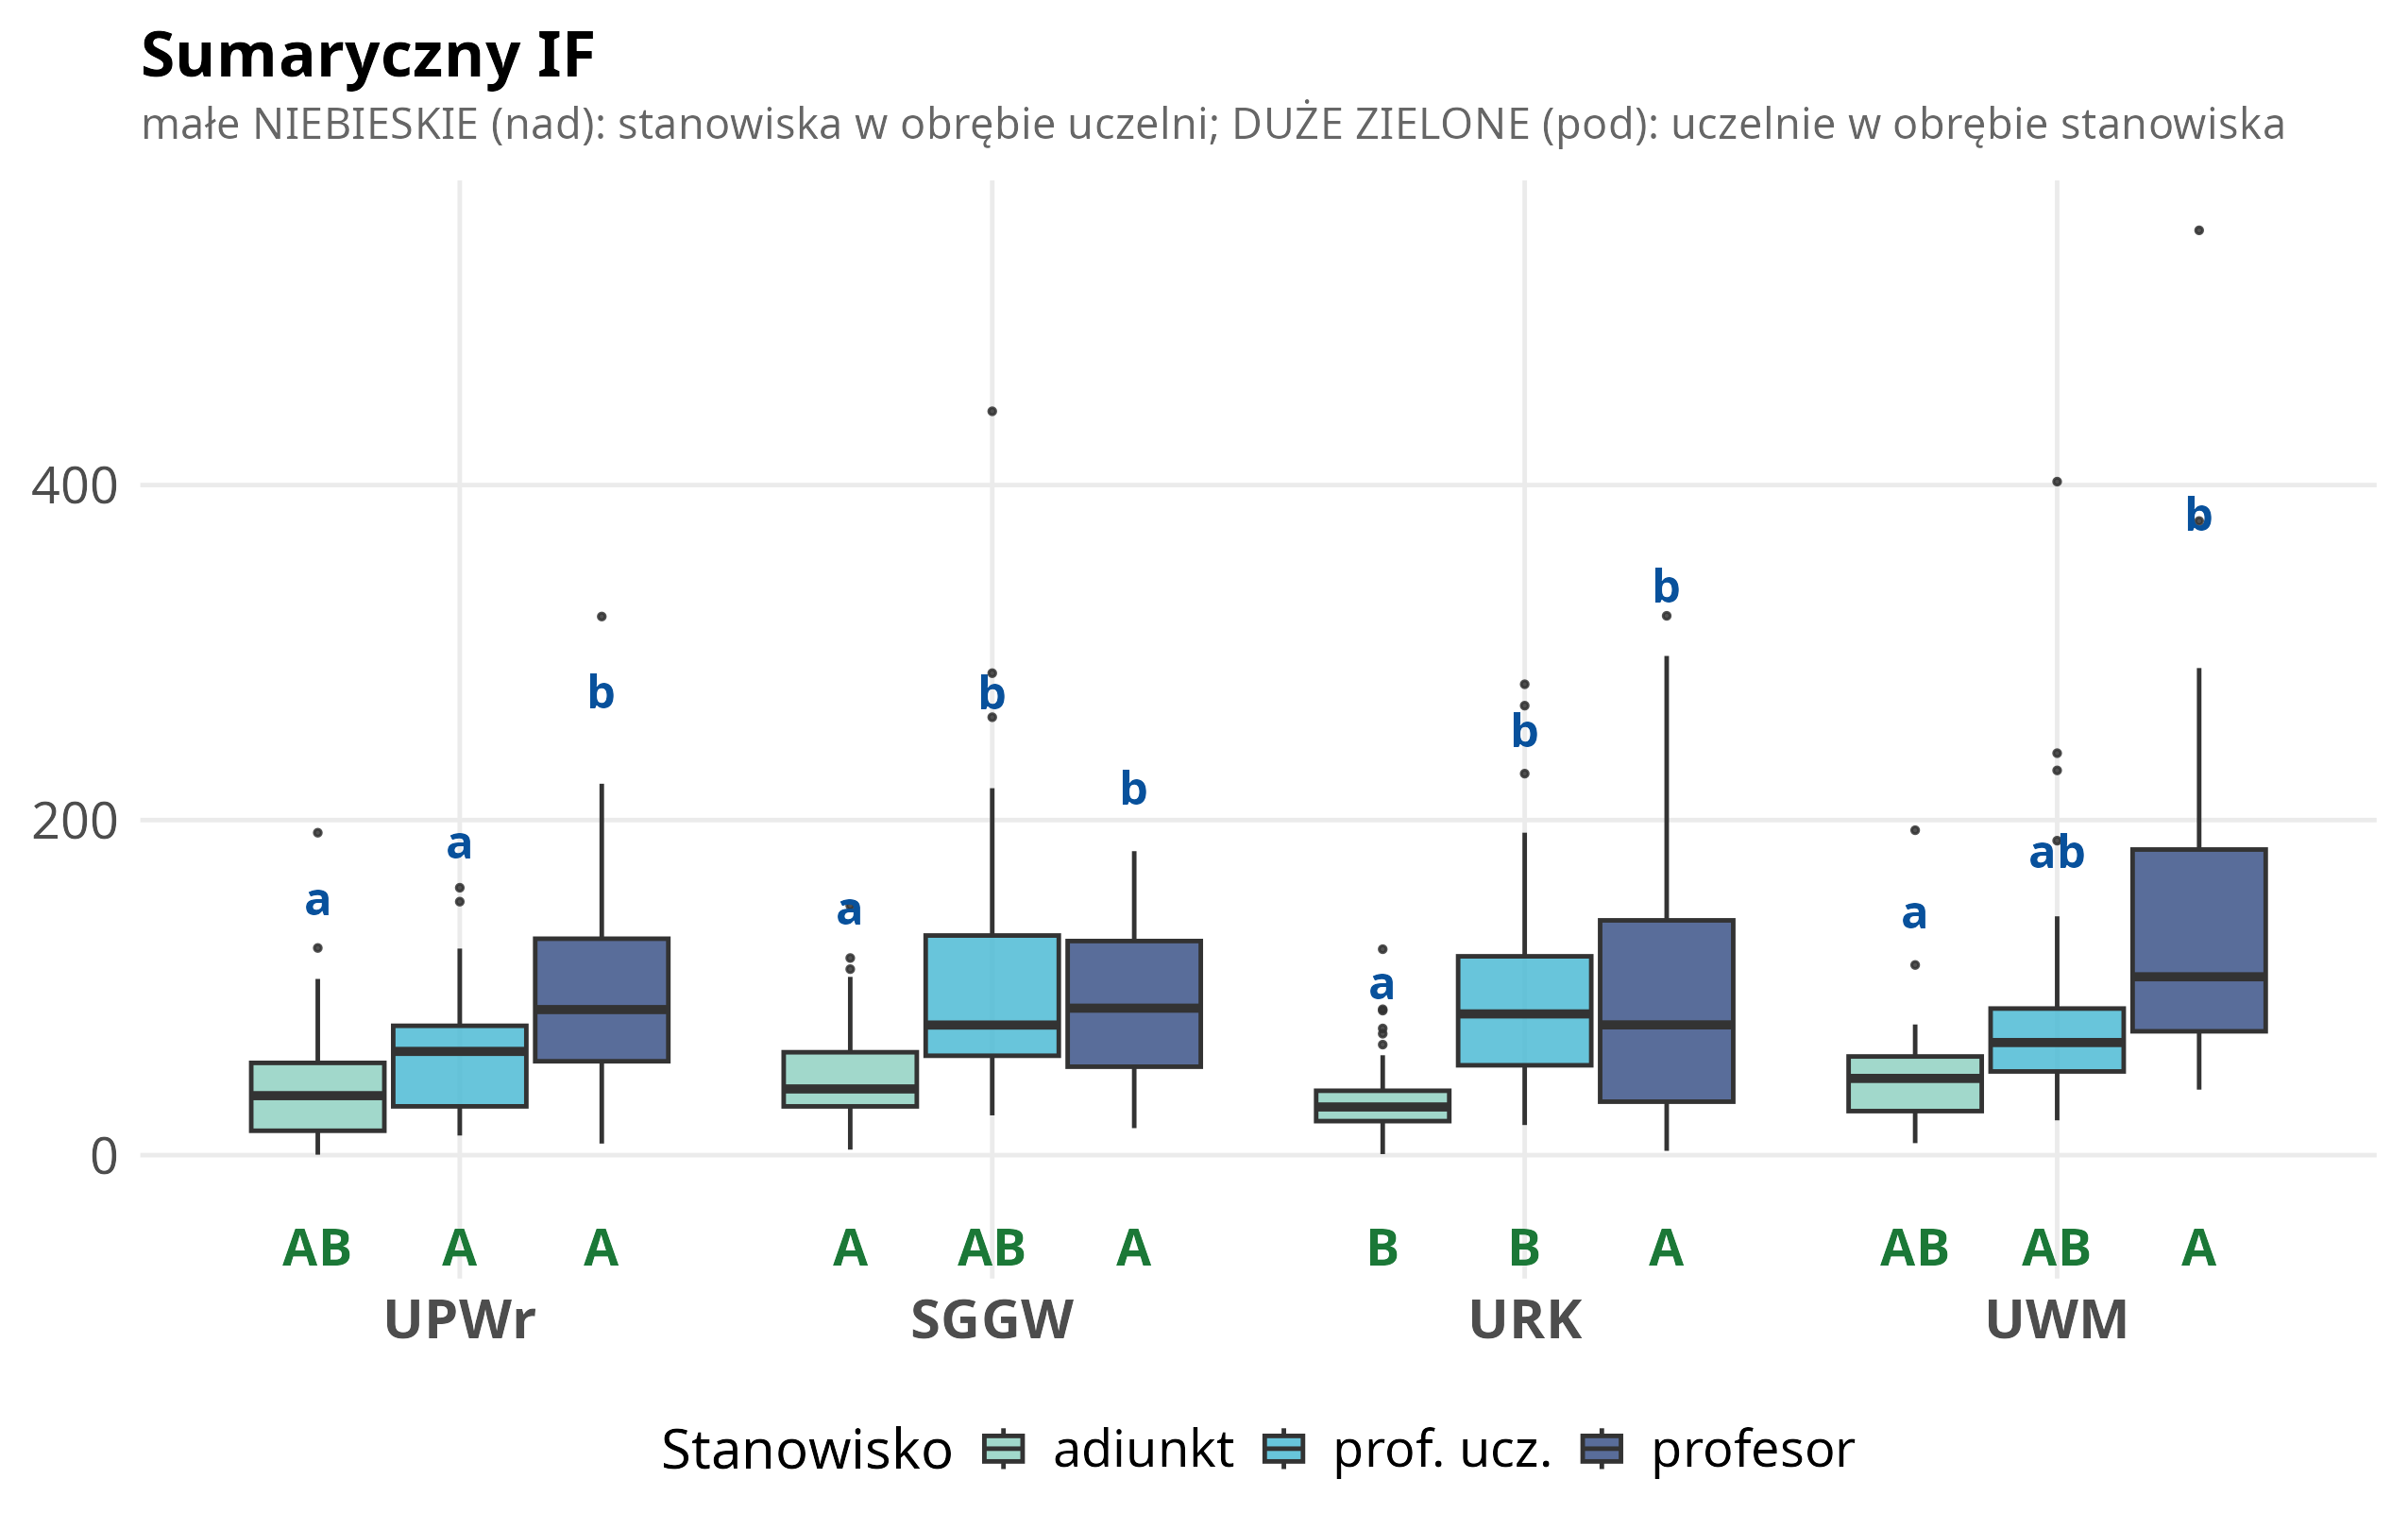 Sumaryczny IF
małe NIEBIESKIE (nad): stanowiska w obrębie uczelni; DUŻE ZIELONE (pod): uczelnie w obrębie stanowiska
400
b
b
b
b
b
b
200
a
ab
a
a
a
a
0
AB A A A AB A B B A AB AB A
UPWr SGGW URK UWM
Stanowisko adiunkt prof. ucz. profesor